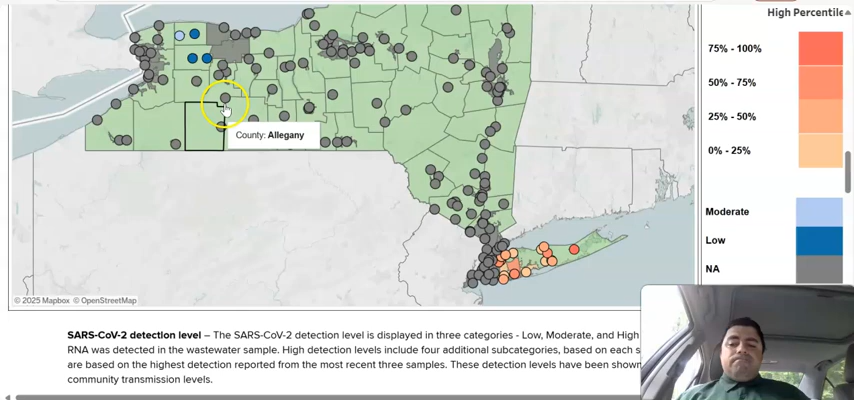 High Percentile
75% - 100%
50% - 75%
25% - 50%
0% - 25%
County: Allegany
Moderate
Low
NA
© 2025 Mapbox © OpenStreetMap
SARS-CoV-2 detection level – The SARS-CoV-2 detection level is displayed in three categories - Low, Moderate, and High
RNA was detected in the wastewater sample. High detection levels include four additional subcategories, based on each s
are based on the highest detection reported from the most recent three samples. These detection levels have been shown
community transmission levels.